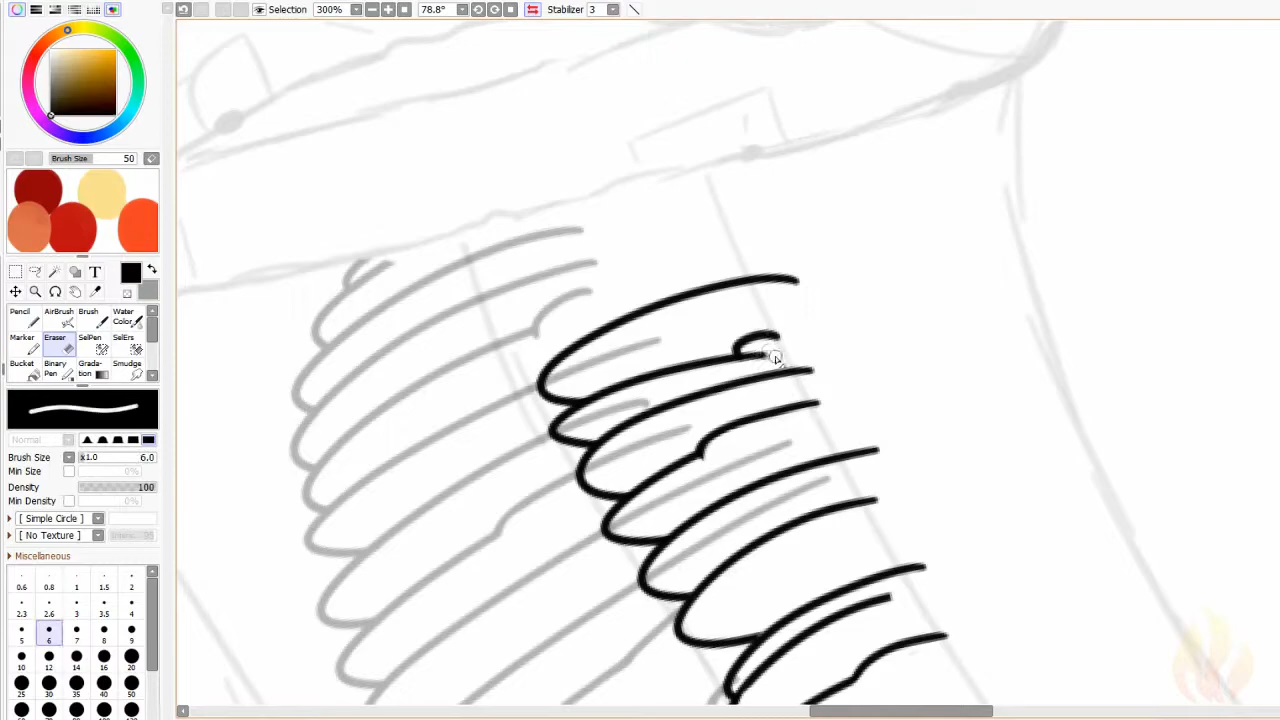 Selection 300% 78.8° Stabilizer 3
Brush Size 50
T
Pencil AirBrush Brush Water
Color
Marker Eraser SelPen SelErs
Bucket Binary Grada- Smudge
Pen tion
Normal
Brush Size x1.0 6.0
Min Size 0%
Density 100
Min Density 0%
[ Simple Circle ]
[ No Texture ]
Miscellaneous
0.6 0.8 1 1.5 2
2.3 2.6 3 3.5 4
5 6 7 8 9
10 12 14 16 20
25 30 35 40 50